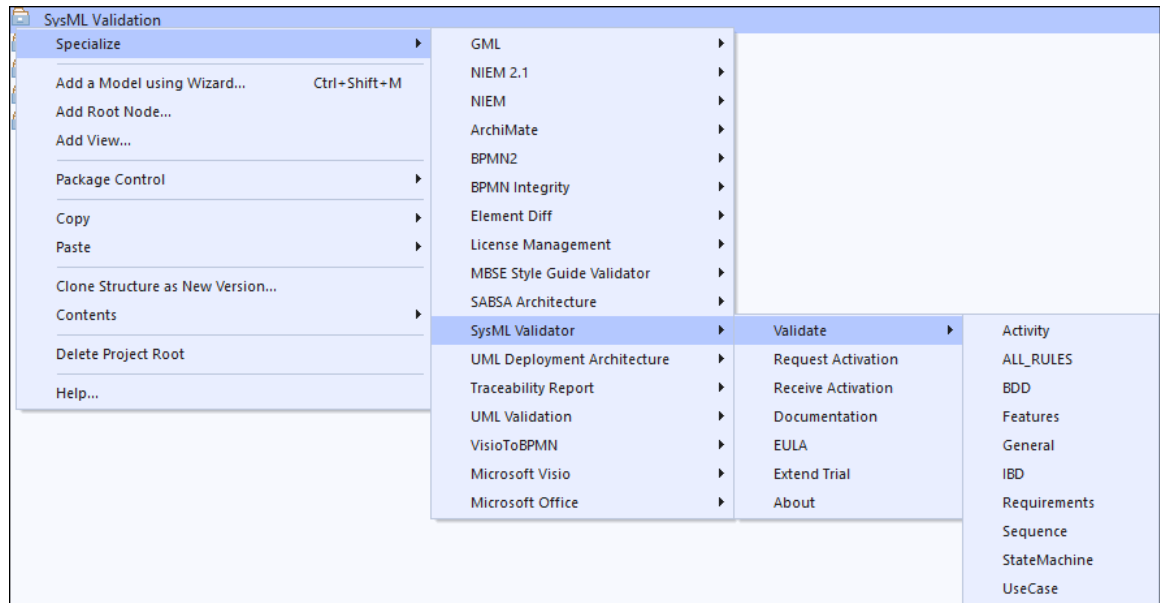 SysML Validation
Specialize
Add a Model using Wizard... Ctrl+Shift+M
Add Root Node...
Add View...
Package Control
Copy
Paste
Clone Structure as New Version...
Contents
Delete Project Root
Help...
GML
NIEM 2.1
NIEM
ArchiMate
BPMN2
BPMN Integrity
Element Diff
License Management
MBSE Style Guide Validator
SABSA Architecture
SysML Validator
UML Deployment Architecture
Traceability Report
UML Validation
VisioToBPMN
Microsoft Visio
Microsoft Office
Validate
Request Activation
Receive Activation
Documentation
EULA
Extend Trial
About
Activity
ALL_RULES
BDD
Features
General
IBD
Requirements
Sequence
StateMachine
UseCase